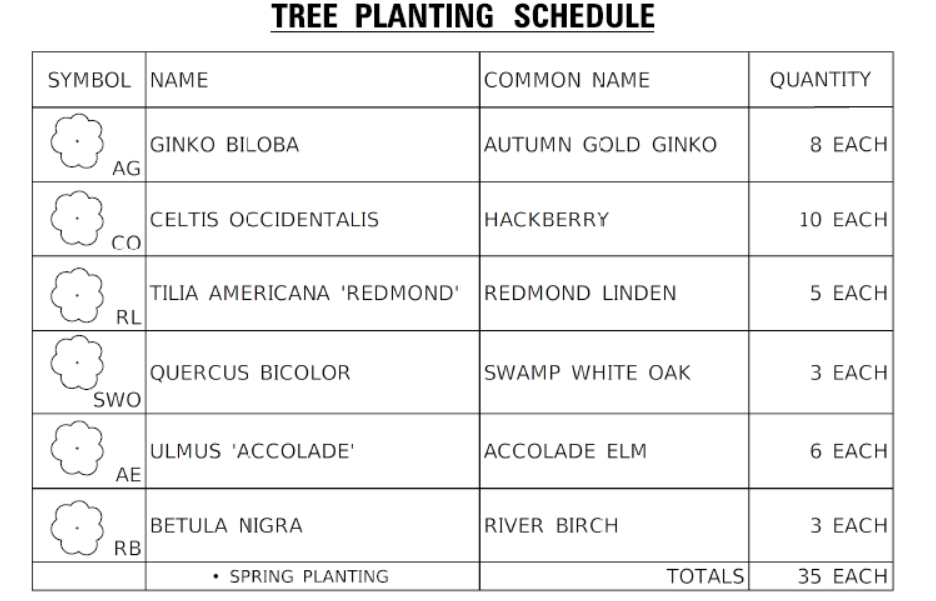 TREE PLANTING SCHEDULE
SYMBOL NAME COMMON NAME QUANTITY
AG GINKO BILOBA AUTUMN GOLD GINKO 8 EACH
CO CELTIS OCCIDENTALIS HACKBERRY 10 EACH
RL TILIA AMERICANA 'REDMOND' REDMOND LINDEN 5 EACH
SWO QUERCUS BICOLOR SWAMP WHITE OAK 3 EACH
AE ULMUS 'ACCOLADE' ACCOLADE ELM 6 EACH
RB BETULA NIGRA RIVER BIRCH 3 EACH
• SPRING PLANTING TOTALS 35 EACH